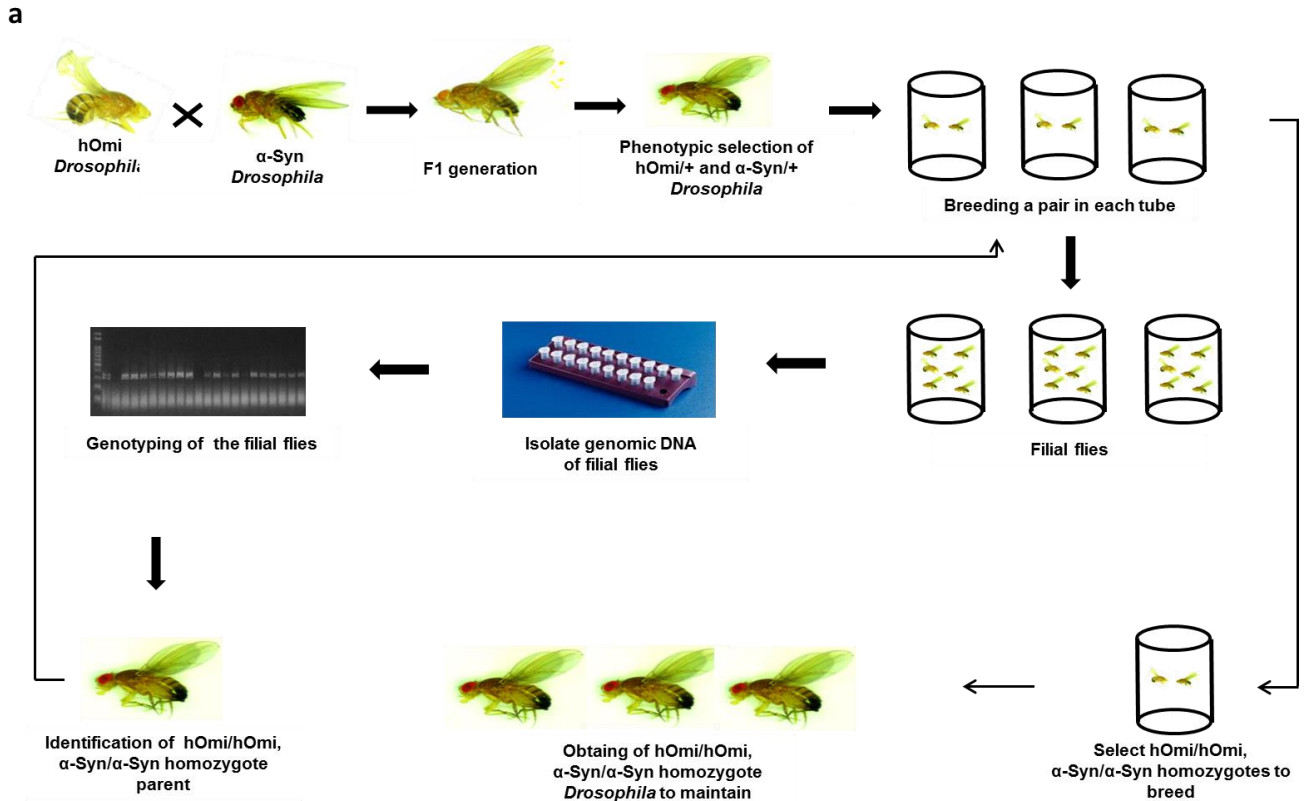 a
hOmi
Drosophila
α-Syn
Drosophila
F1 generation
Phenotypic selection of
hOmi/+ and α-Syn/+
Drosophila
Breeding a pair in each tube
Genotyping of the filial flies
Isolate genomic DNA
of filial flies
Filial flies
Identification of hOmi/hOmi,
α-Syn/α-Syn homozygote
parent
Obtaing of hOmi/hOmi,
α-Syn/α-Syn homozygote
Drosophila to maintain
Select hOmi/hOmi,
α-Syn/α-Syn homozygotes to
breed